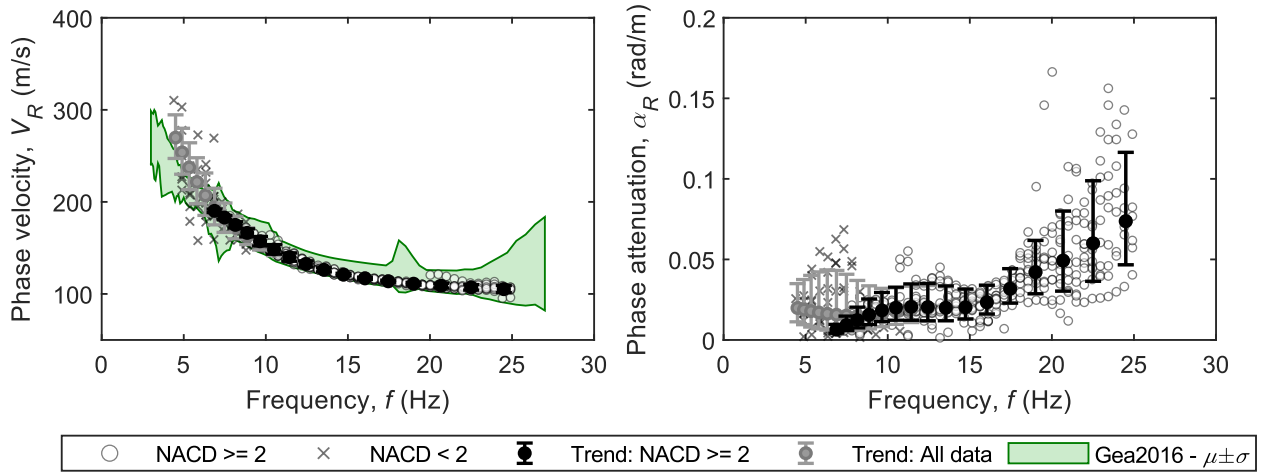 400
300
200
100
0
5
10
15
20
25
30
Phase velocity, V_R (m/s)
Frequency, f (Hz)
0.2
0.15
0.1
0.05
0
0
5
10
15
20
25
30
Phase attenuation, α_R (rad/m)
Frequency, f (Hz)
NACD >= 2
NACD < 2
Trend: NACD >= 2
Trend: All data
Gea2016 - μ±σ